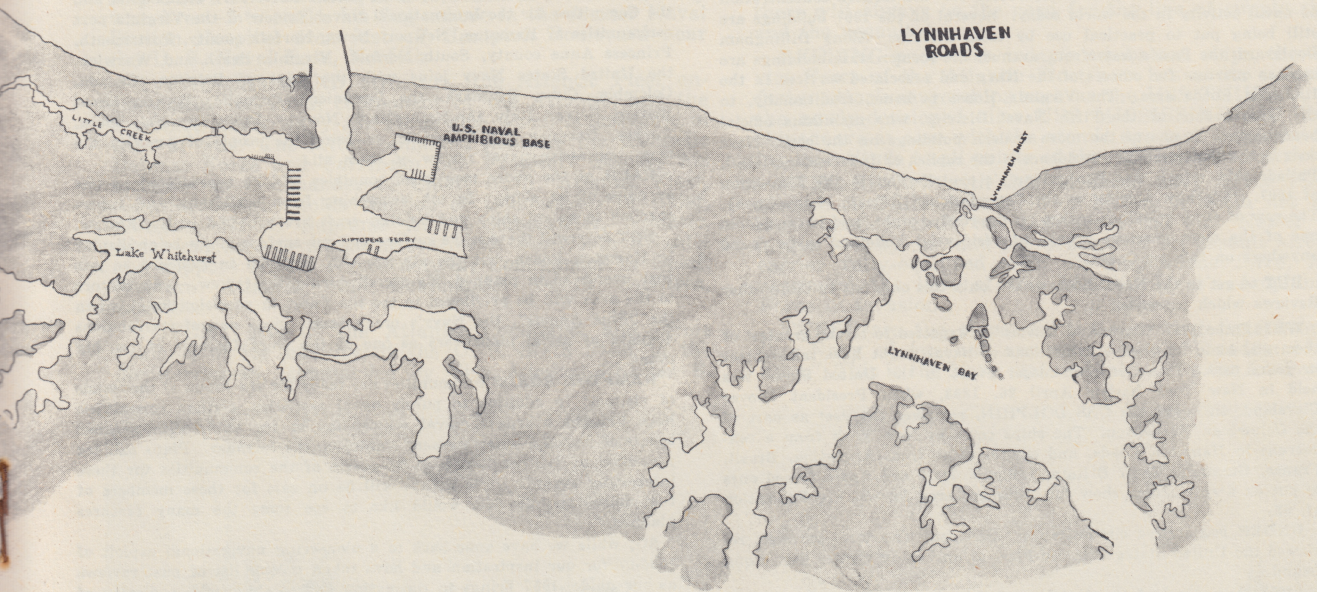 LYNNHAVEN
ROADS
LITTLE CREEK
U.S. NAVAL
AMPHIBIOUS BASE
LYNNHAVEN INLET
KIPTOPEKE FERRY
Lake Whitehurst
LYNNHAVEN BAY